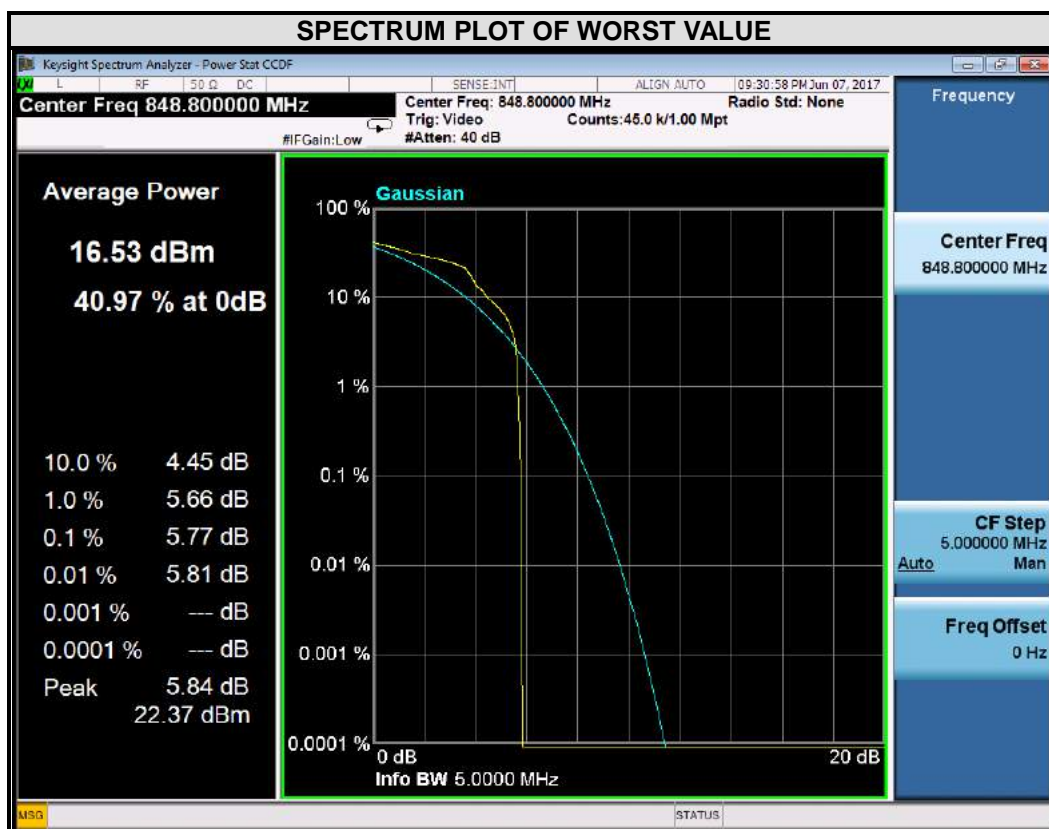 SPECTRUM PLOT OF WORST VALUE
Keysight Spectrum Analyzer - Power Stat CCDF
L RF 50 Ω DC SENSE:INT ALIGN AUTO 09:30:58 PM Jun 07, 2017
Center Freq 848.800000 MHz
Center Freq: 848.800000 MHz Radio Std: None
Trig: Video Counts:45.0 k/1.00 Mpt
#IFGain:Low #Atten: 40 dB
Frequency
Average Power
16.53 dBm
40.97 % at 0dB
10.0 % 4.45 dB
1.0 % 5.66 dB
0.1 % 5.77 dB
0.01 % 5.81 dB
0.001 % --- dB
0.0001 % --- dB
Peak 5.84 dB
22.37 dBm
Gaussian
100 %
10 %
1 %
0.1 %
0.01 %
0.001 %
0.0001 %
0 dB 20 dB
Info BW 5.0000 MHz
Center Freq
848.800000 MHz
CF Step
5.000000 MHz
Auto Man
Freq Offset
0 Hz
MSG STATUS